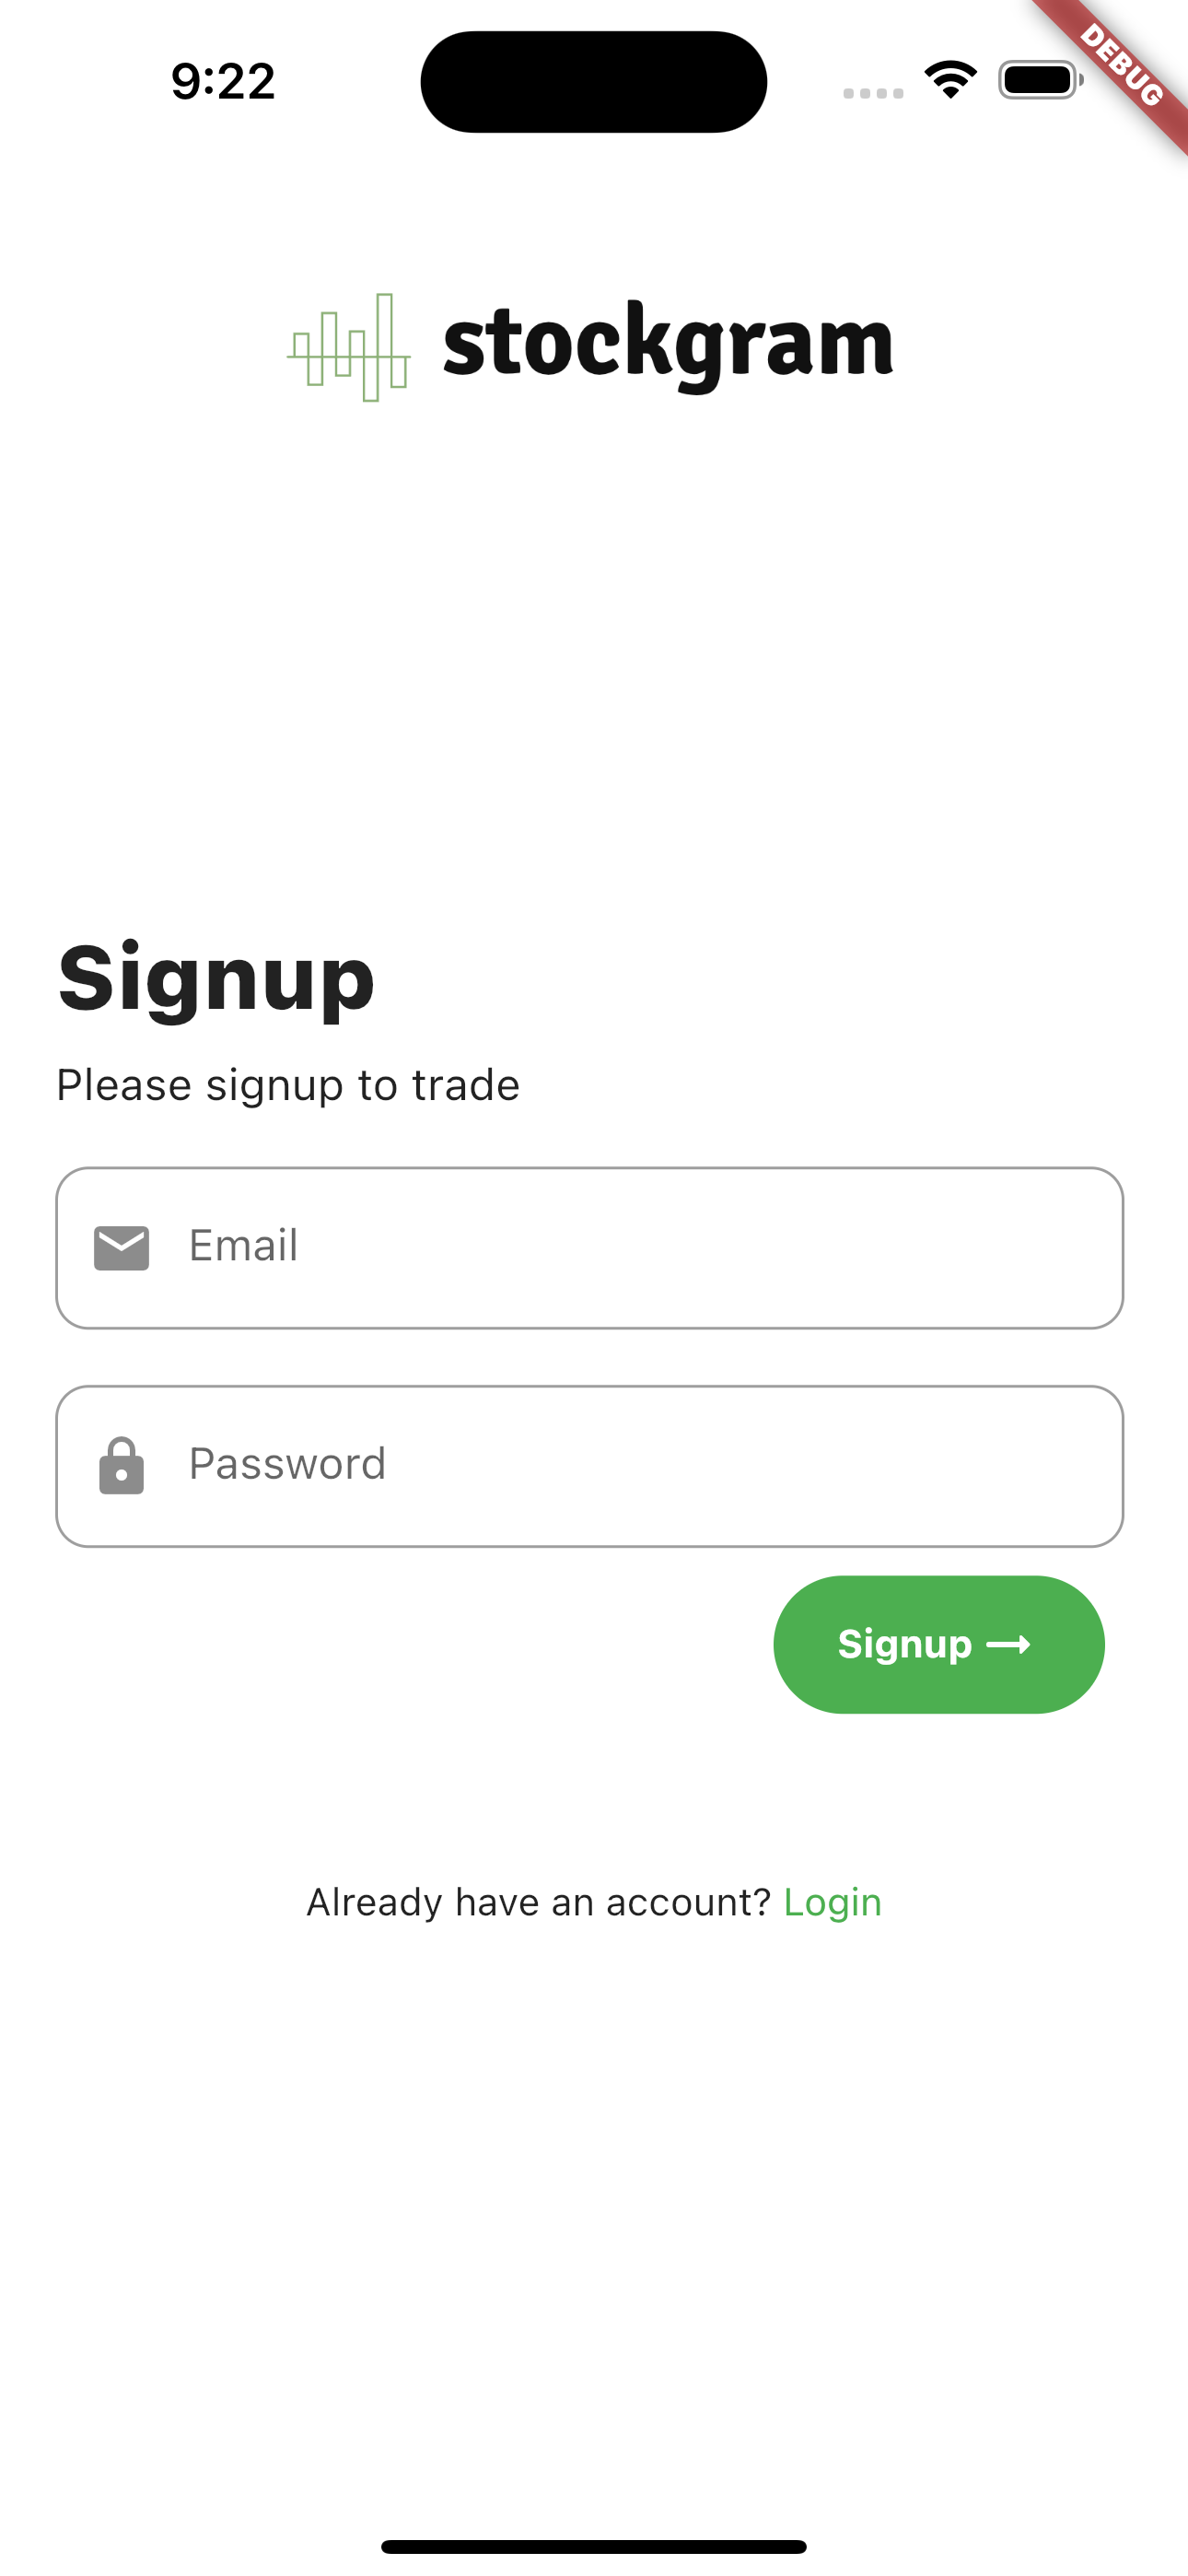 9:22
DEBUG
stockgram
Signup
Please signup to trade
Email
Password
Signup →
Already have an account? Login